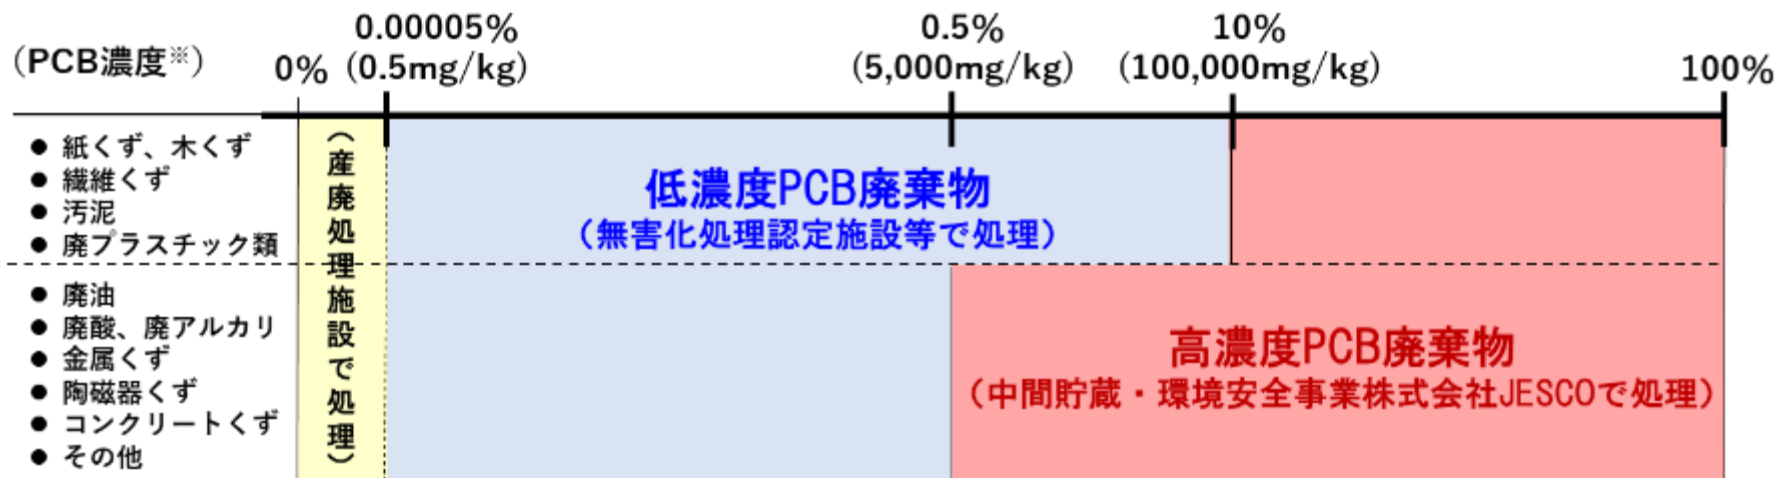 （PCB濃度※）
0%
0.00005%
(0.5mg/kg)
0.5%
(5,000mg/kg)
10%
(100,000mg/kg)
100%
● 紙くず、木くず
● 繊維くず
● 汚泥
● 廃プラスチック類
● 廃油
● 廃酸、廃アルカリ
● 金属くず
● 陶磁器くず
● コンクリートくず
● その他
（産廃処理施設で処理）
低濃度PCB廃棄物
（無害化処理認定施設等で処理）
高濃度PCB廃棄物
（中間貯蔵・環境安全事業株式会社JESCOで処理）